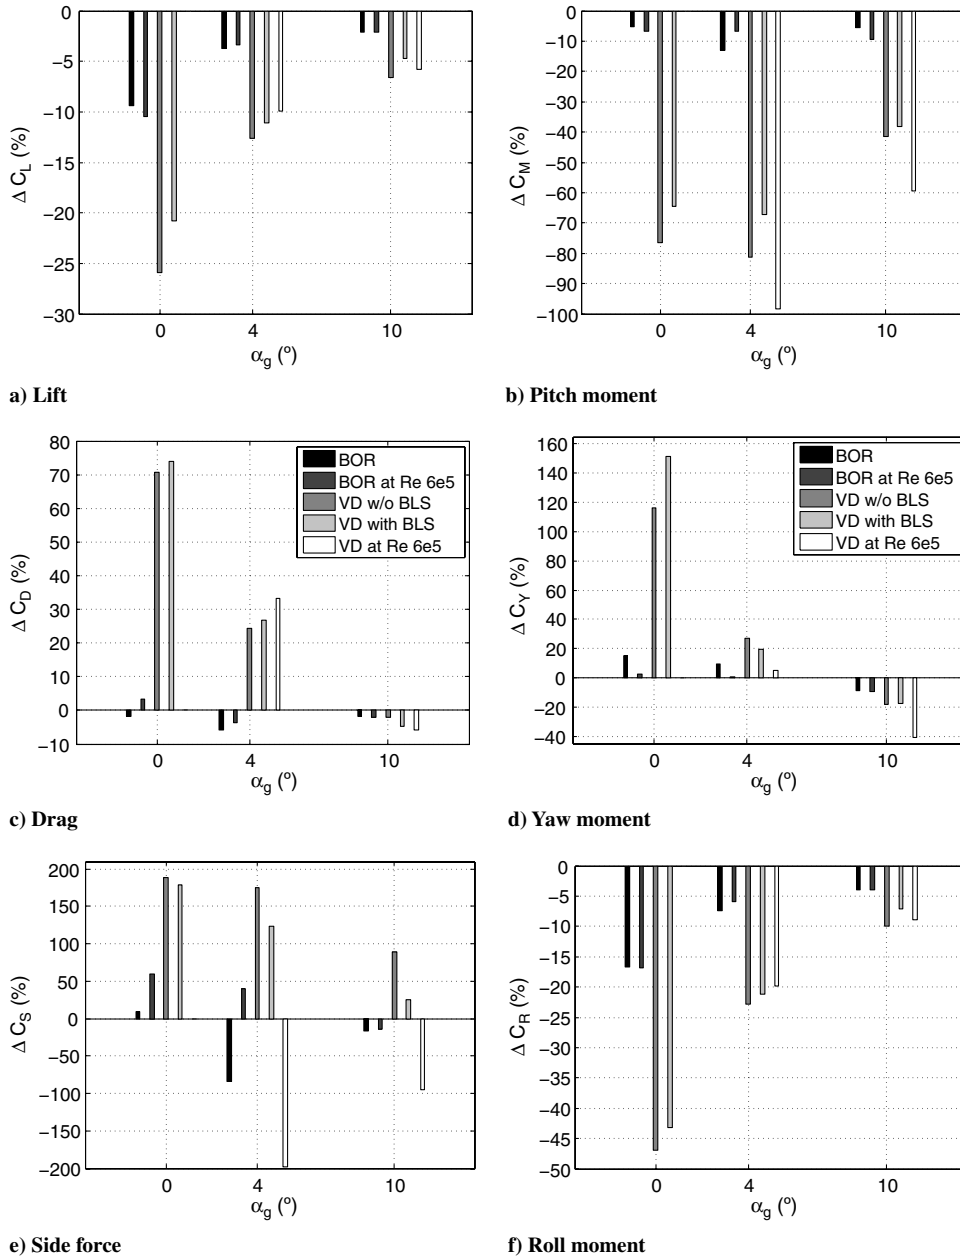 0
−5
−10
−15
−20
−25
−30
Δ C_L (%)
0 4 10
α_g (º)
a) Lift
0
−10
−20
−30
−40
−50
−60
−70
−80
−90
−100
Δ C_M (%)
0 4 10
α_g (º)
b) Pitch moment
80
70
60
50
40
30
20
10
0
−10
Δ C_D (%)
BOR
BOR at Re 6e5
VD w/o BLS
VD with BLS
VD at Re 6e5
0 4 10
α_g (º)
c) Drag
160
140
120
100
80
60
40
20
0
−20
−40
Δ C_Y (%)
BOR
BOR at Re 6e5
VD w/o BLS
VD with BLS
VD at Re 6e5
0 4 10
α_g (º)
d) Yaw moment
200
150
100
50
0
−50
−100
−150
−200
Δ C_S (%)
0 4 10
α_g (º)
e) Side force
0
−5
−10
−15
−20
−25
−30
−35
−40
−45
−50
Δ C_R (%)
0 4 10
α_g (º)
f) Roll moment